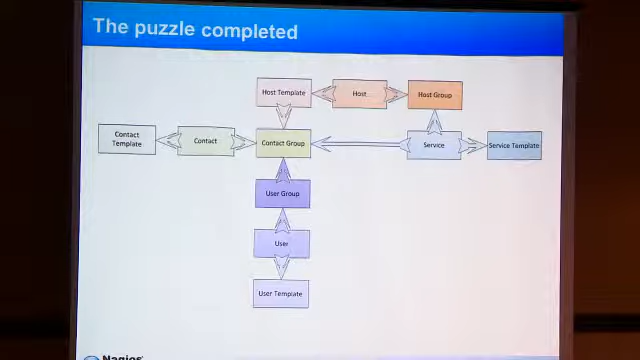 The puzzle completed
Host Template
Host
Host Group
Contact
Template
Contact
Contact Group
Service
Service Template
User Group
User
User Template
Nagios